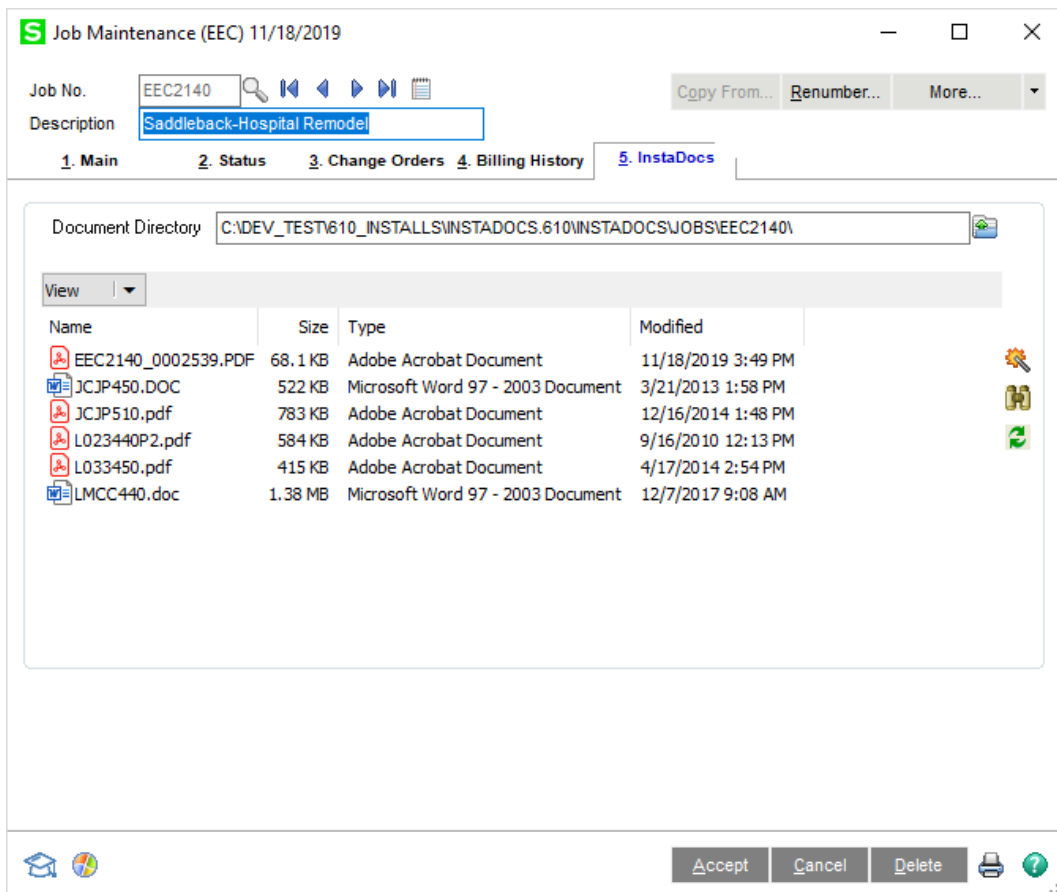 S Job Maintenance (EEC) 11/18/2019
Job No. EEC2140 Copy From... Renumber... More...
Description Saddleback-Hospital Remodel
1. Main 2. Status 3. Change Orders 4. Billing History 5. InstaDocs
Document Directory C:\DEV_TEST\610_INSTALLS\INSTADOCS.610\INSTADOCS\JOBS\EEC2140\
View
Name Size Type Modified
EEC2140_0002539.PDF 68.1 KB Adobe Acrobat Document 11/18/2019 3:49 PM
JCJP450.DOC 522 KB Microsoft Word 97 - 2003 Document 3/21/2013 1:58 PM
JCJP510.pdf 783 KB Adobe Acrobat Document 12/16/2014 1:48 PM
L023440P2.pdf 584 KB Adobe Acrobat Document 9/16/2010 12:13 PM
L033450.pdf 415 KB Adobe Acrobat Document 4/17/2014 2:54 PM
LMCC440.doc 1.38 MB Microsoft Word 97 - 2003 Document 12/7/2017 9:08 AM
Accept Cancel Delete ?